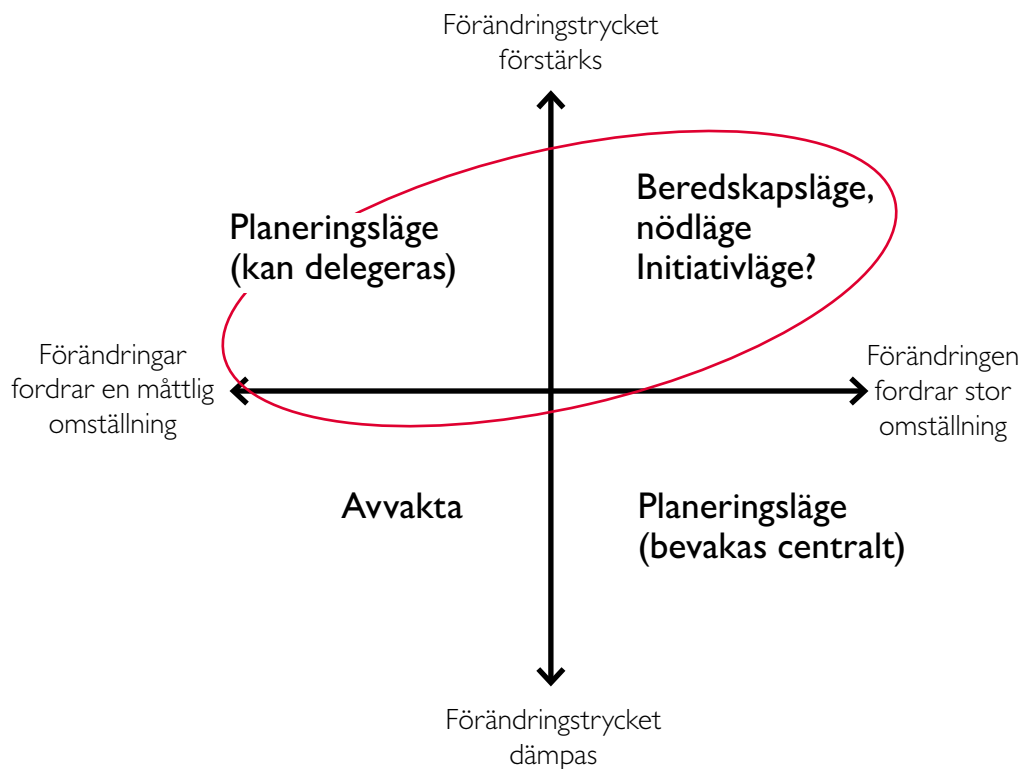 Förändringstrycket
förstärks
Beredskapsläge,
nödläge
Initiativläge?
Planeringsläge
(kan delegeras)
Förändringar
fordrar en måttlig
omställning
Förändringen
fordrar stor
omställning
Avvakta
Planeringsläge
(bevakas centralt)
Förändringstrycket
dämpas